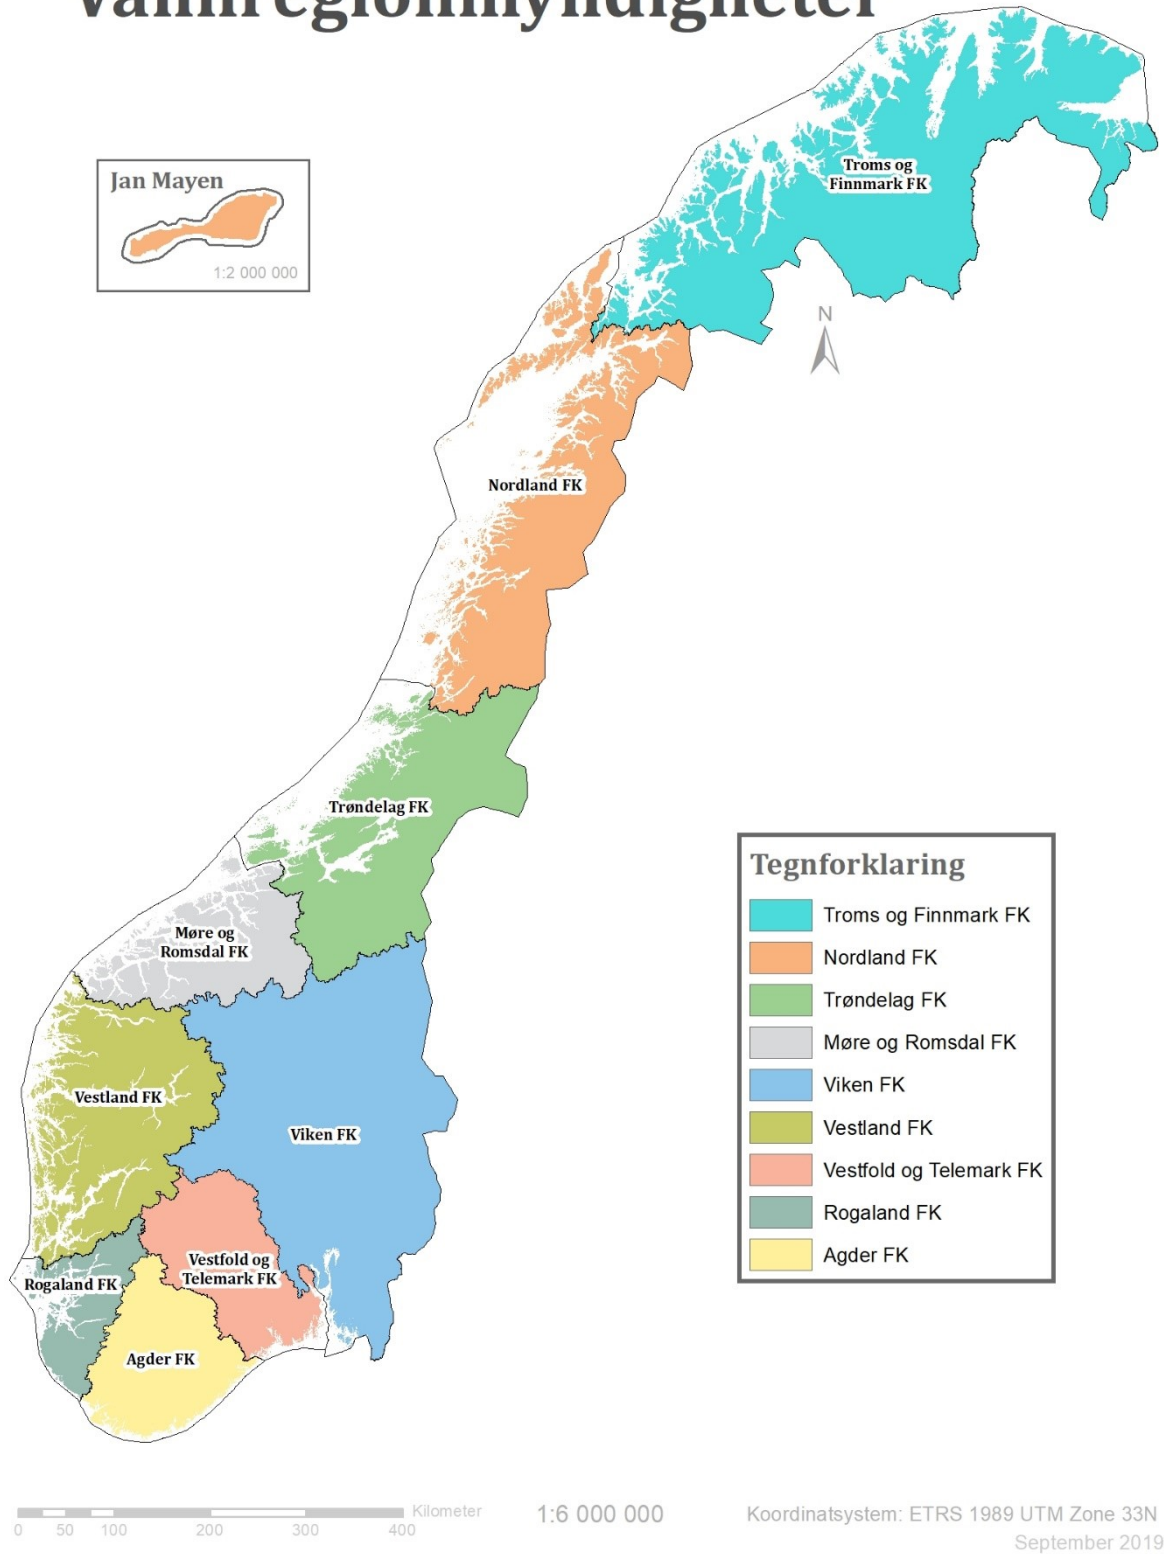 Vannregionmyndigheter
Jan Mayen
1:2 000 000
Troms og
Finnmark FK
N
Nordland FK
Trøndelag FK
Møre og
Romsdal FK
Vestland FK
Viken FK
Vestfold og
Telemark FK
Rogaland FK
Agder FK
Tegnforklaring
Troms og Finnmark FK
Nordland FK
Trøndelag FK
Møre og Romsdal FK
Viken FK
Vestland FK
Vestfold og Telemark FK
Rogaland FK
Agder FK
Kilometer
0 50 100 200 300 400
1:6 000 000
Koordinatsystem: ETRS 1989 UTM Zone 33N
September 2019